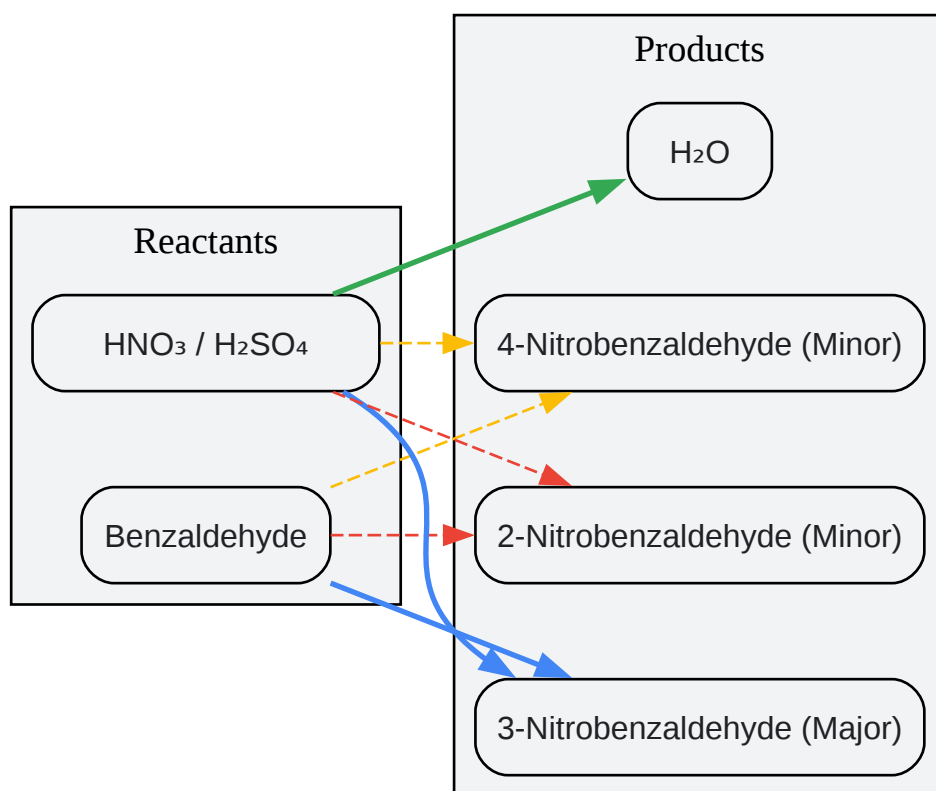 Products
H₂O
Reactants
HNO₃ / H₂SO₄
4-Nitrobenzaldehyde (Minor)
Benzaldehyde
2-Nitrobenzaldehyde (Minor)
3-Nitrobenzaldehyde (Major)